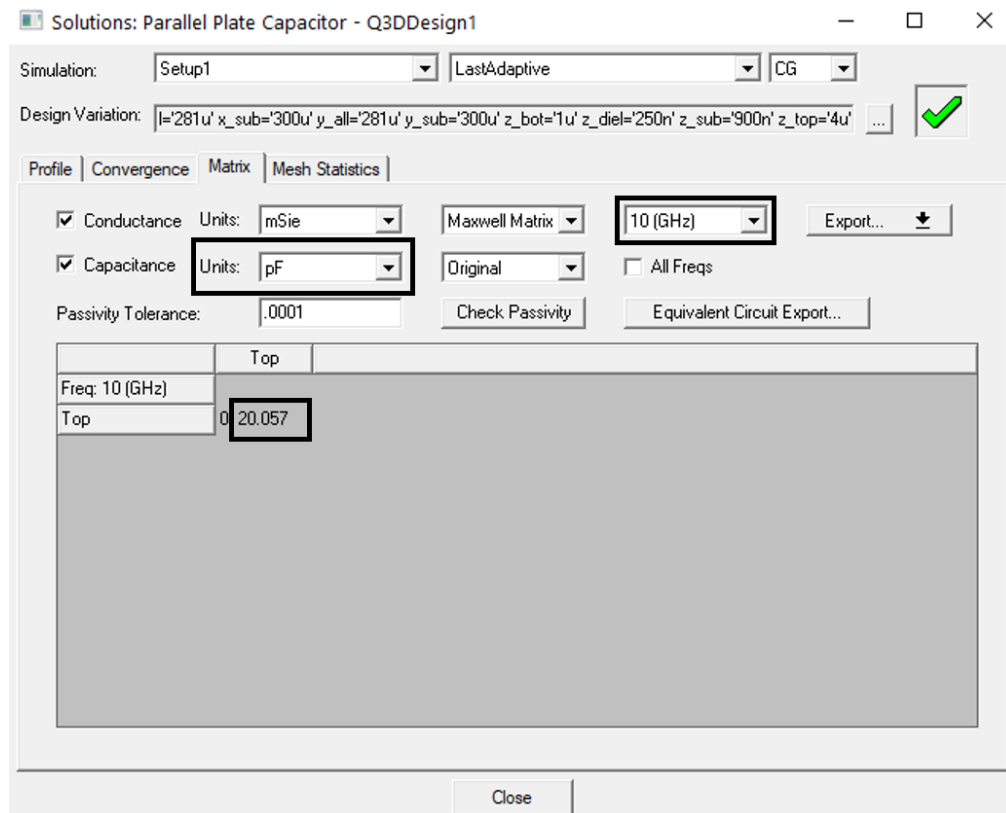 Solutions: Parallel Plate Capacitor - Q3DDesign1
Simulation: Setup1 LastAdaptive CG
Design Variation: l='281u' x_sub='300u' y_all='281u' y_sub='300u' z_bot='1u' z_diel='250n' z_sub='900n' z_top='4u' ...
Profile Convergence Matrix Mesh Statistics
Conductance Units: mSie Maxwell Matrix 10 (GHz) Export...
Capacitance Units: pF Original All Freqs
Passivity Tolerance: .0001 Check Passivity Equivalent Circuit Export...
Top
Freq: 10 (GHz)
Top 0 20.057
Close